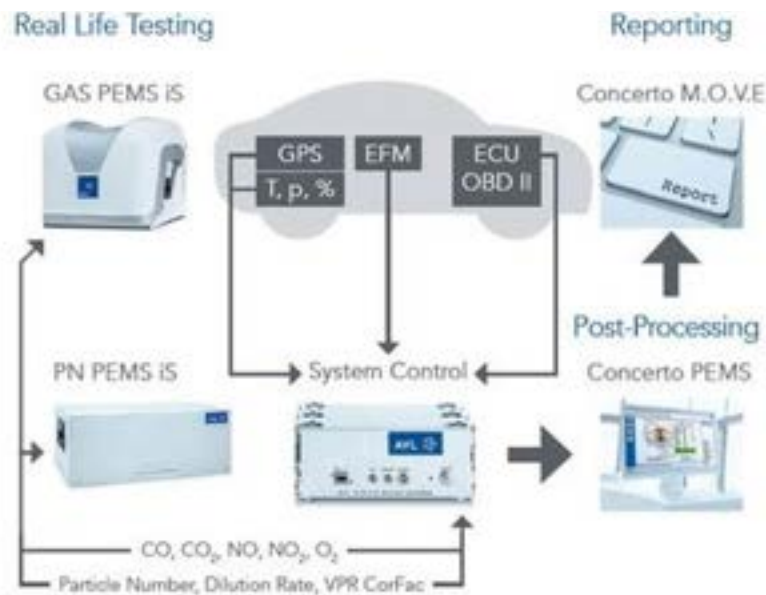 Real Life Testing
Reporting
GAS PEMS iS
Concerto M.O.V.E
GPS
EFM
ECU
OBD II
T, p, %
Report
Post-Processing
PN PEMS iS
System Control
Concerto PEMS
AVL
CO, CO₂, NO, NO₂, O₂
Particle Number, Dilution Rate, VPR CorFac